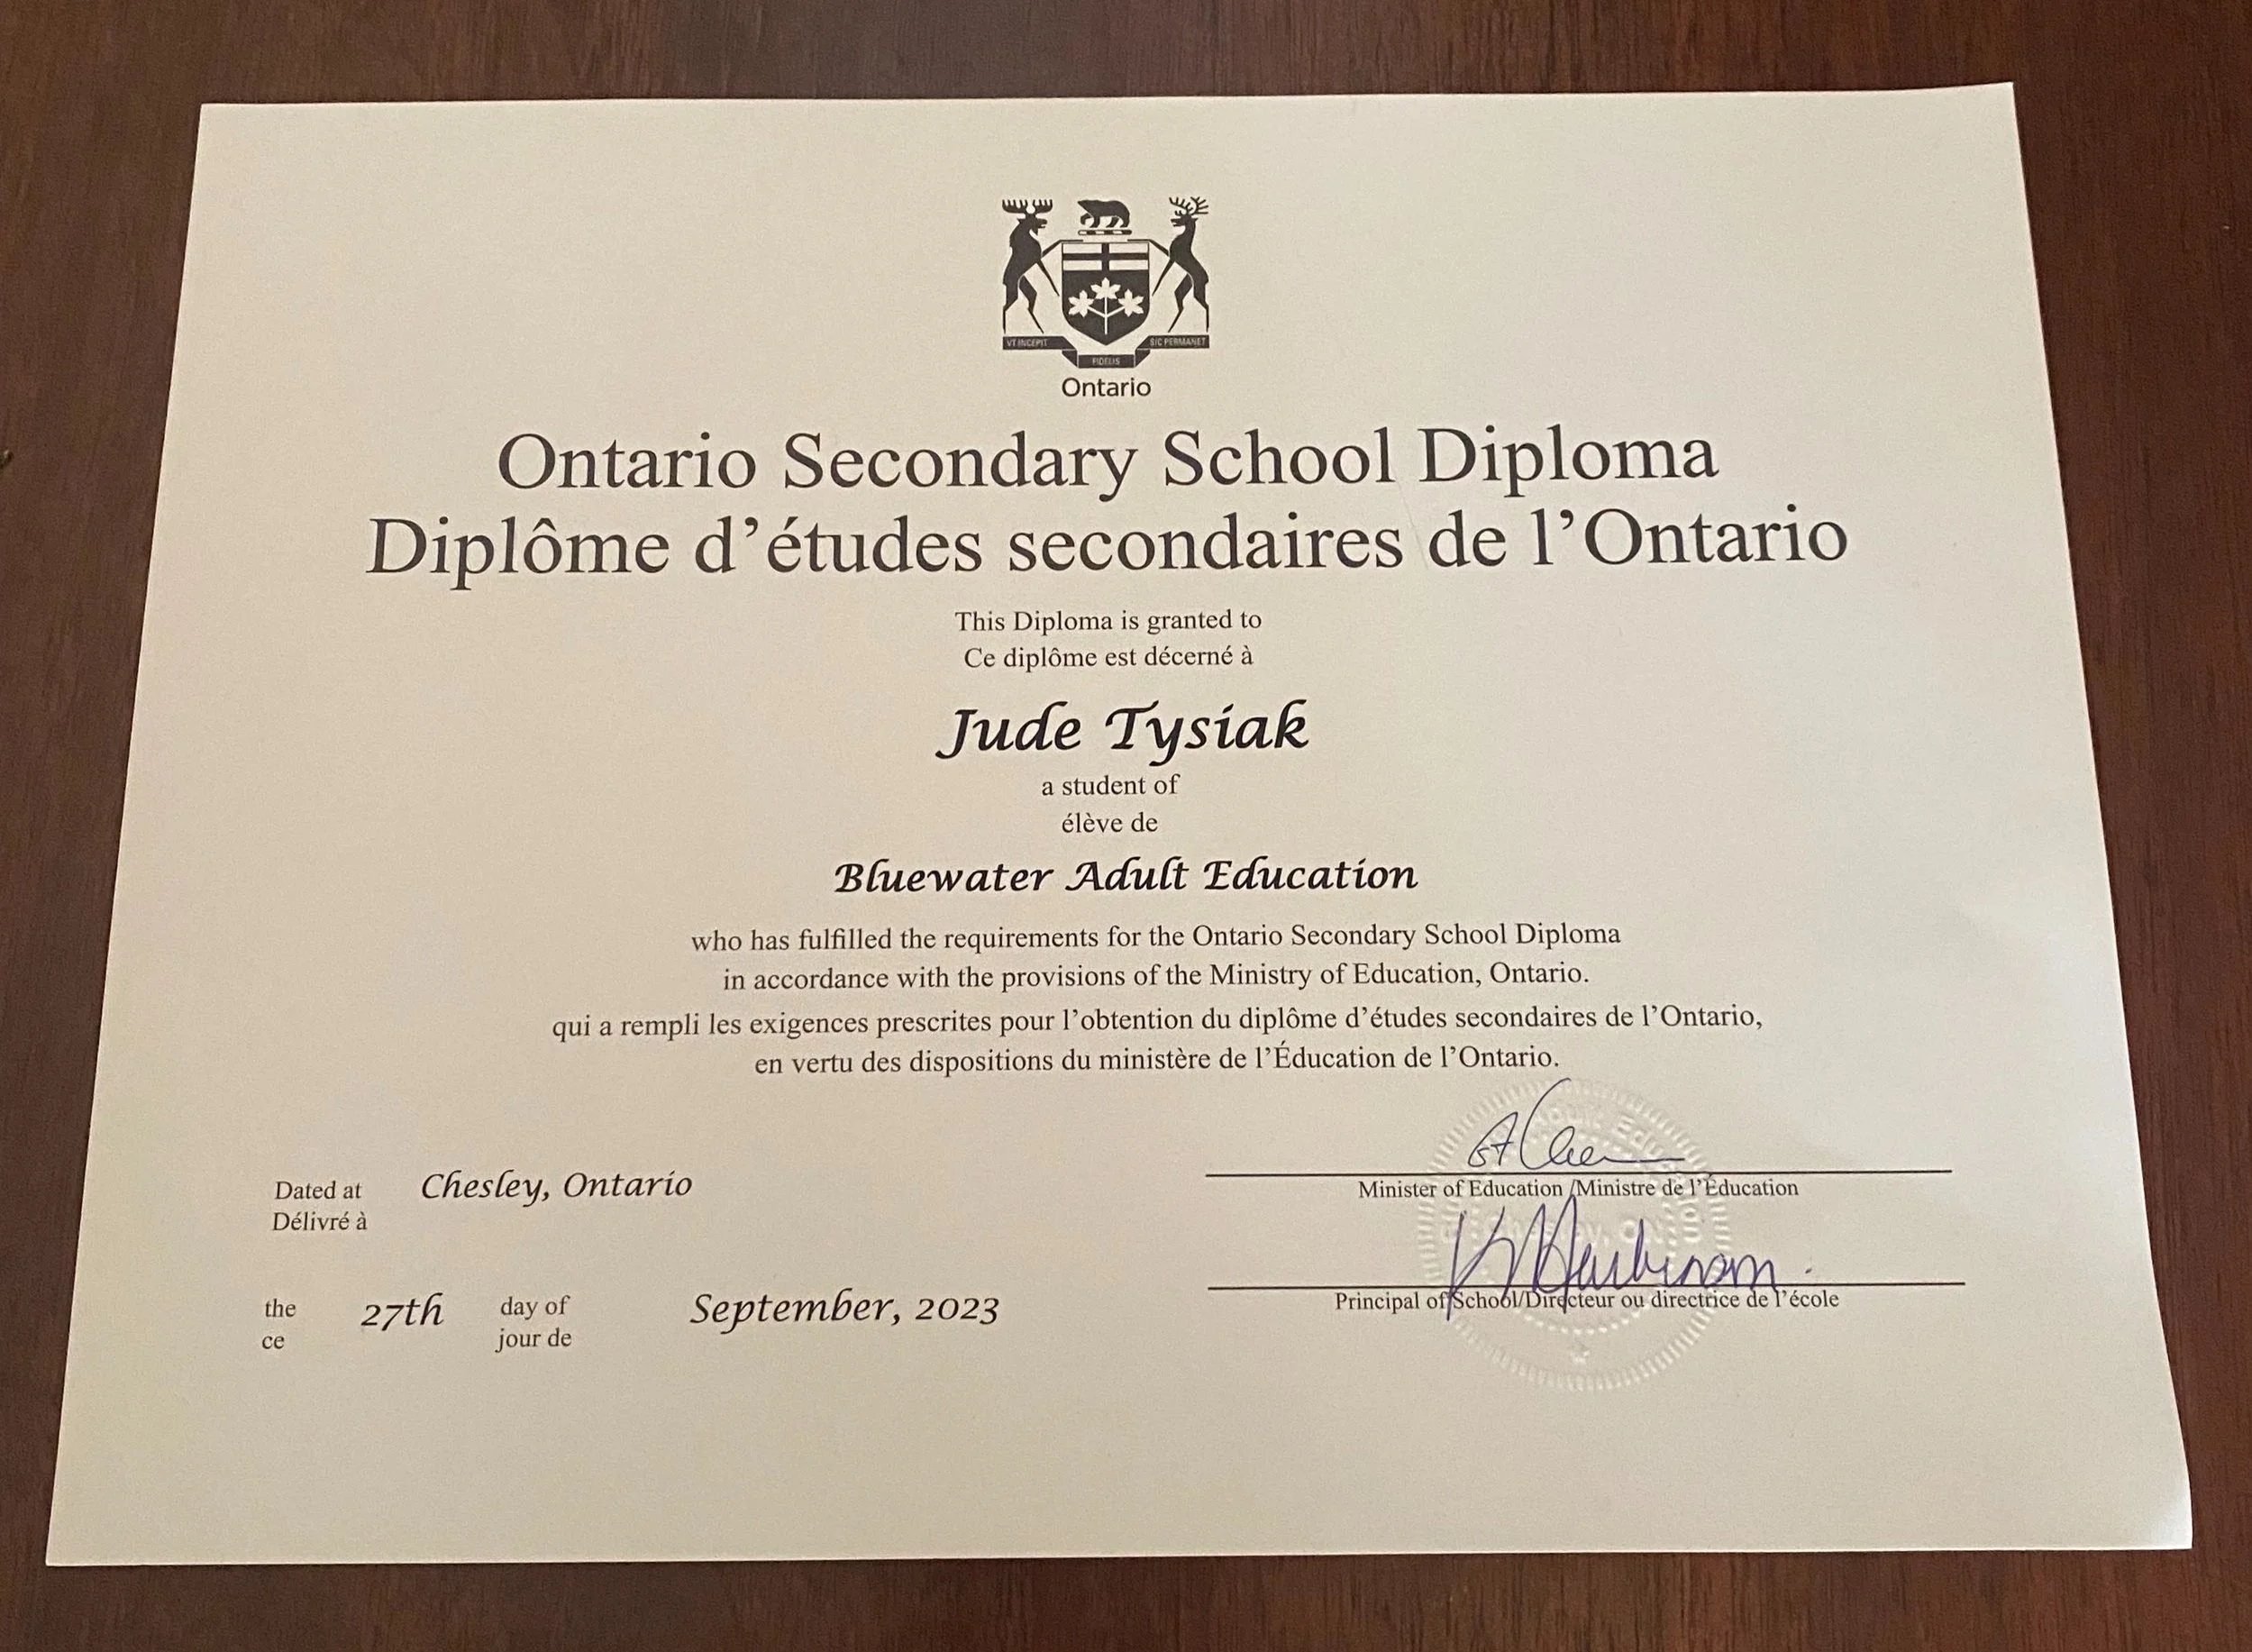 VT INCEPIT
FIDELIS
SIC PERMANET
Ontario
Ontario Secondary School Diploma
Diplôme d'études secondaires de l'Ontario
This Diploma is granted to
Ce diplôme est décerné à
Jude Tysiak
a student of
élève de
Bluewater Adult Education
who has fulfilled the requirements for the Ontario Secondary School Diploma
in accordance with the provisions of the Ministry of Education, Ontario.
qui a rempli les exigences prescrites pour l'obtention du diplôme d'études secondaires de l'Ontario,
en vertu des dispositions du ministère de l'Éducation de l'Ontario.
Dated at Chesley, Ontario
Délivré à
the 27th day of September, 2023
ce jour de
Minister of Education/Ministre de l'Éducation
Principal of School/Directeur ou directrice de l'école